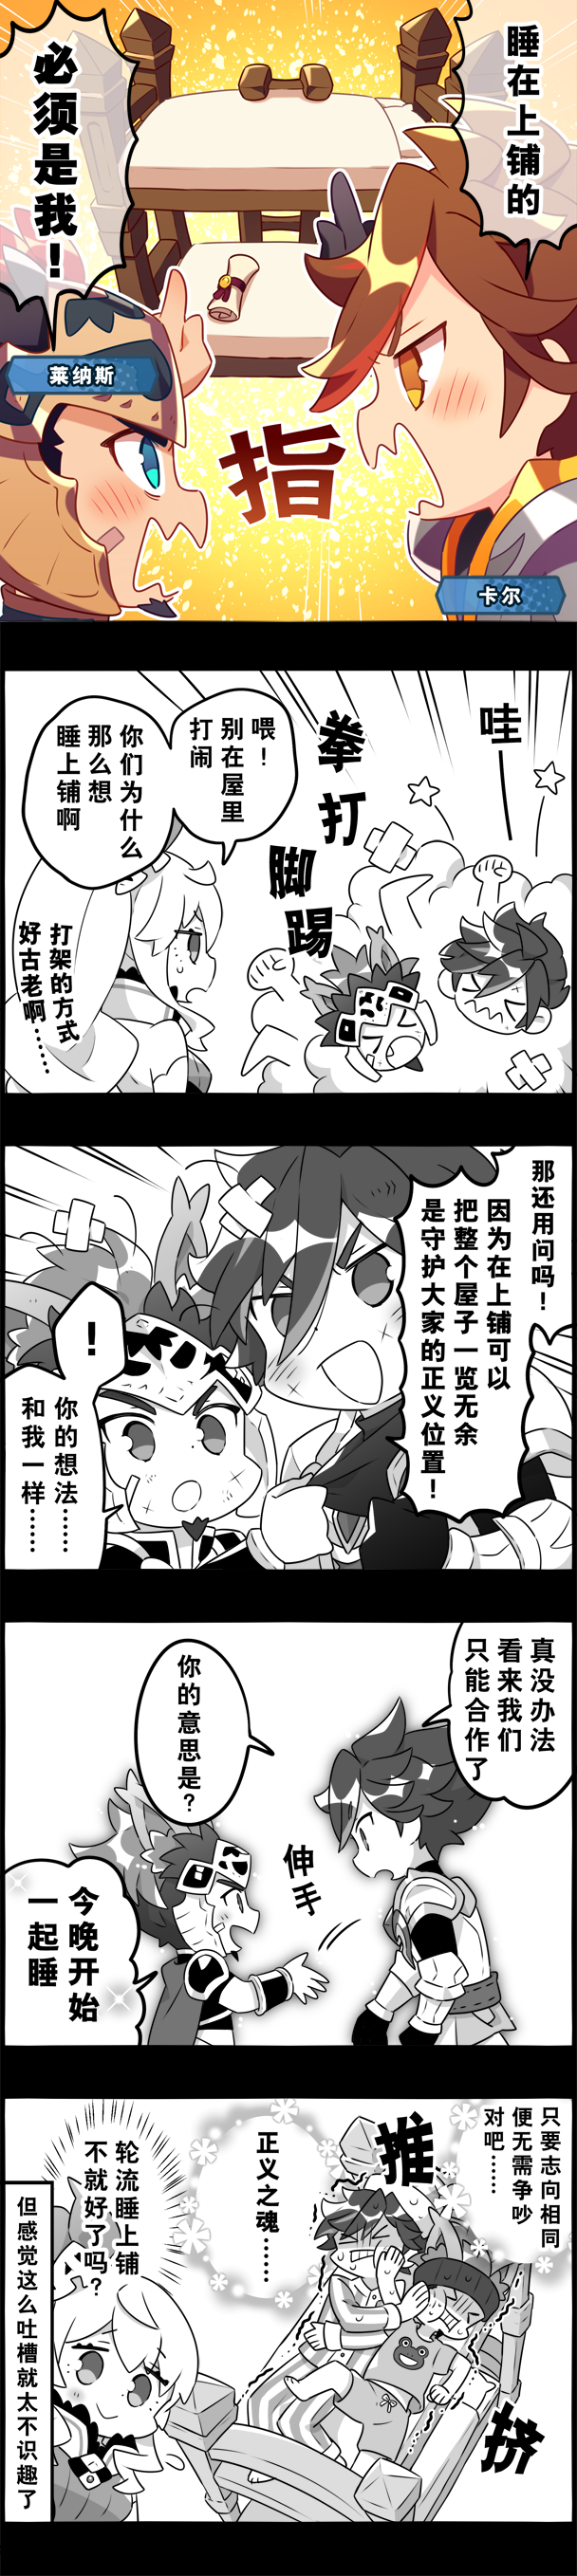 睡在上铺的
必须是我！
莱纳斯
指
卡尔
哇
拳打脚踢
喂！
别在屋里
打闹
你们为什么
那么想
睡上铺啊
打架的方式
好古老啊……
那还用问吗！
因为在上铺可以
把整个屋子一览无余
是守护大家的正义位置！
！
你的想法……
和我一样……
真没办法
看来我们
只能合作了
你的意思是？
伸手
今晚开始
一起睡
只要志向相同
便无需争吵
对吧……
推
正义之魂……
挤
轮流睡上铺
不就好了吗？
但感觉这么吐槽就太不识趣了